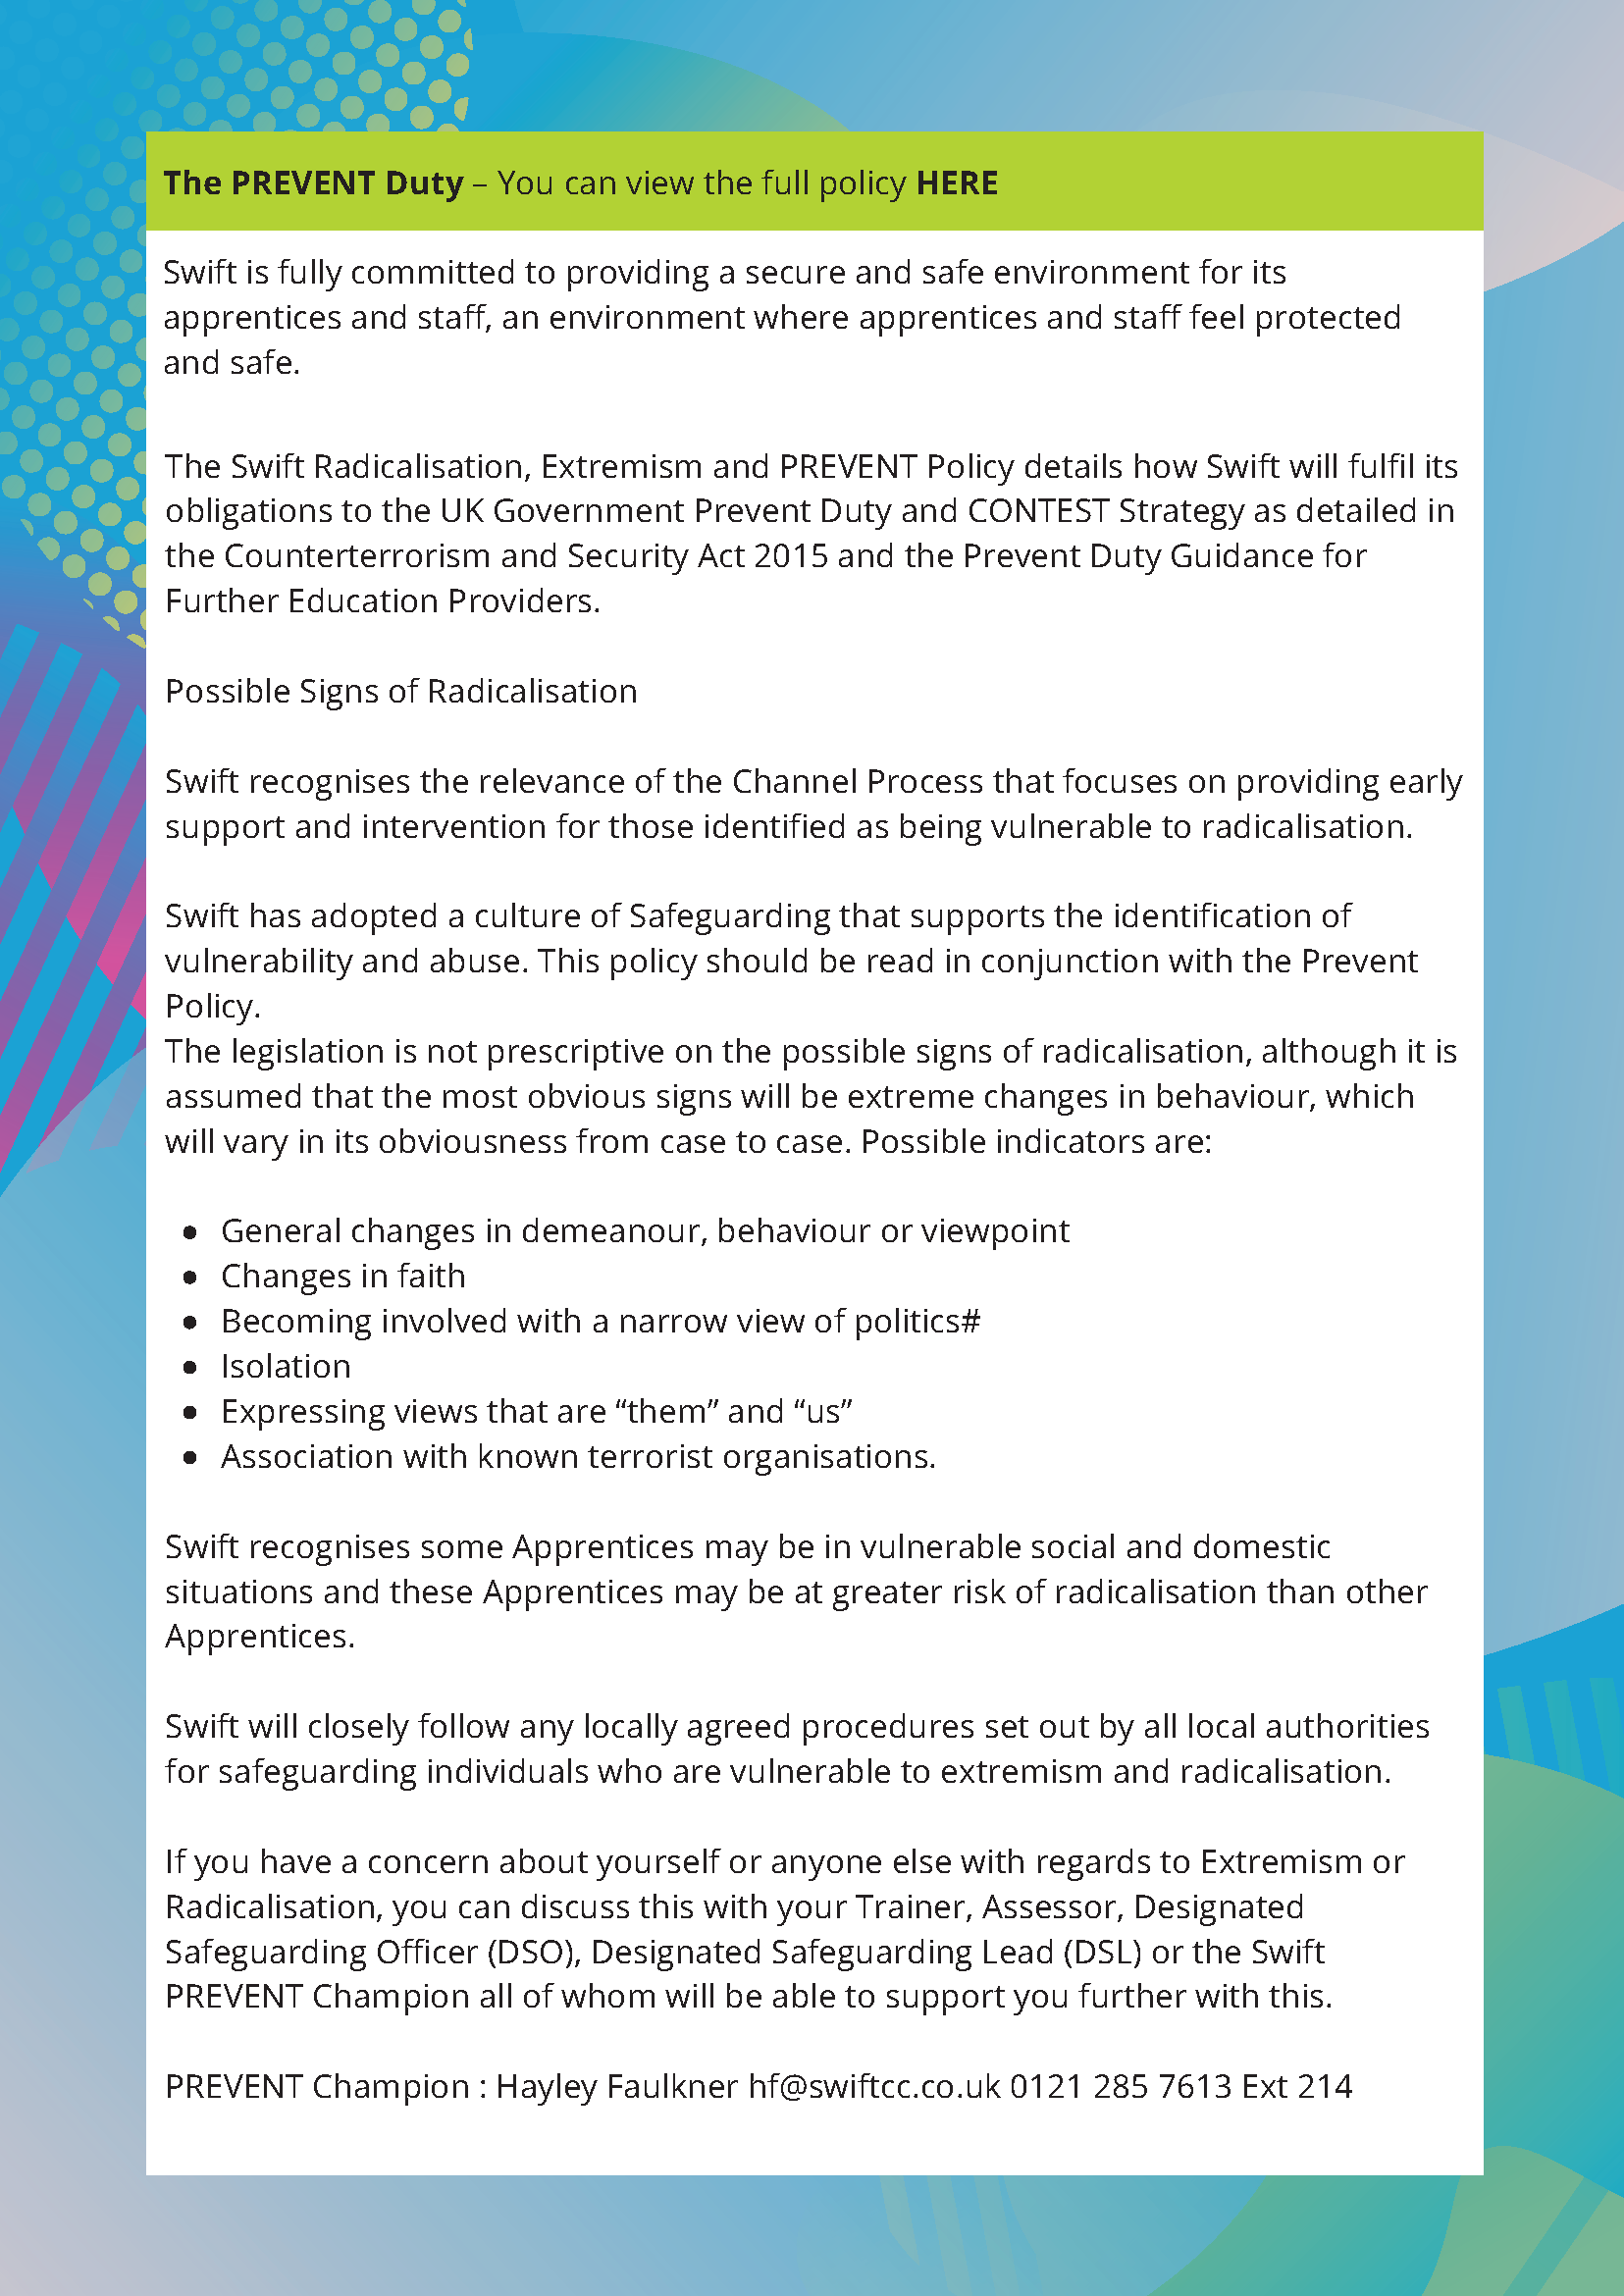 The PREVENT Duty – You can view the full policy HERE
Swift is fully committed to providing a secure and safe environment for its
apprentices and staff, an environment where apprentices and staff feel protected
and safe.
The Swift Radicalisation, Extremism and PREVENT Policy details how Swift will fulfil its
obligations to the UK Government Prevent Duty and CONTEST Strategy as detailed in
the Counterterrorism and Security Act 2015 and the Prevent Duty Guidance for
Further Education Providers.
Possible Signs of Radicalisation
Swift recognises the relevance of the Channel Process that focuses on providing early
support and intervention for those identified as being vulnerable to radicalisation.
Swift has adopted a culture of Safeguarding that supports the identification of
vulnerability and abuse. This policy should be read in conjunction with the Prevent
Policy.
The legislation is not prescriptive on the possible signs of radicalisation, although it is
assumed that the most obvious signs will be extreme changes in behaviour, which
will vary in its obviousness from case to case. Possible indicators are:
• General changes in demeanour, behaviour or viewpoint
• Changes in faith
• Becoming involved with a narrow view of politics#
• Isolation
• Expressing views that are “them” and “us”
• Association with known terrorist organisations.
Swift recognises some Apprentices may be in vulnerable social and domestic
situations and these Apprentices may be at greater risk of radicalisation than other
Apprentices.
Swift will closely follow any locally agreed procedures set out by all local authorities
for safeguarding individuals who are vulnerable to extremism and radicalisation.
If you have a concern about yourself or anyone else with regards to Extremism or
Radicalisation, you can discuss this with your Trainer, Assessor, Designated
Safeguarding Officer (DSO), Designated Safeguarding Lead (DSL) or the Swift
PREVENT Champion all of whom will be able to support you further with this.
PREVENT Champion : Hayley Faulkner hf@swiftcc.co.uk 0121 285 7613 Ext 214